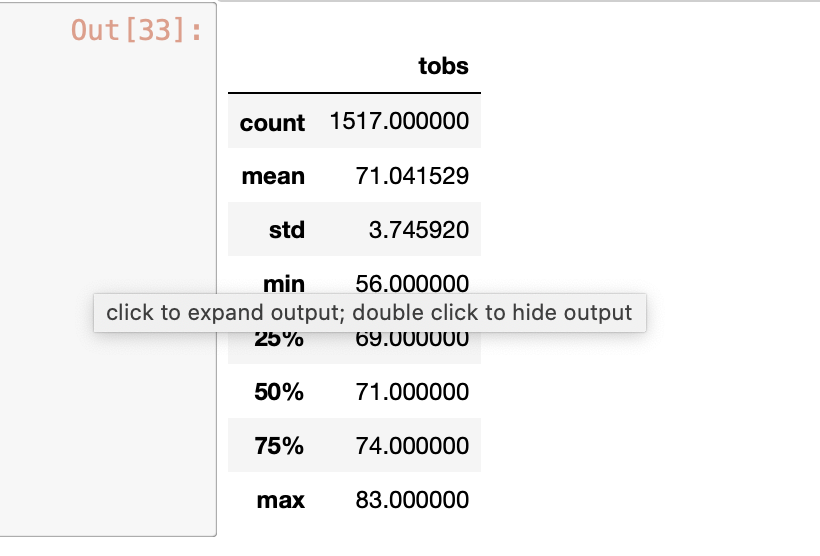 Out[33]:
tobs
count 1517.000000
mean 71.041529
std 3.745920
min 56.000000
click to expand output; double click to hide output
25% 69.000000
50% 71.000000
75% 74.000000
max 83.000000